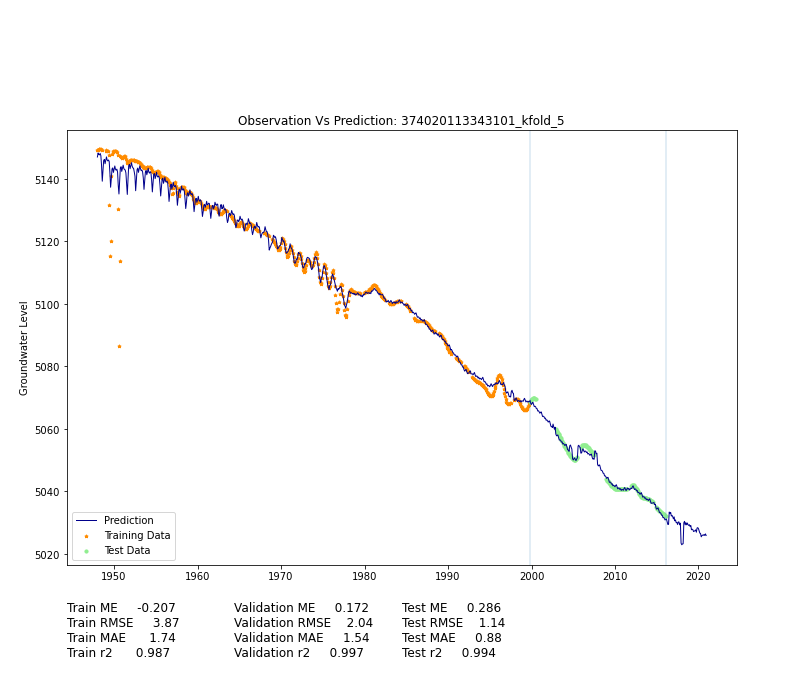 Observation Vs Prediction: 374020113343101_kfold_5
Groundwater Level
5140
5120
5100
5080
5060
5040
5020
Prediction
Training Data
Test Data
1950 1960 1970 1980 1990 2000 2010 2020
Train ME -0.207 Validation ME 0.172 Test ME 0.286
Train RMSE 3.87 Validation RMSE 2.04 Test RMSE 1.14
Train MAE 1.74 Validation MAE 1.54 Test MAE 0.88
Train r2 0.987 Validation r2 0.997 Test r2 0.994